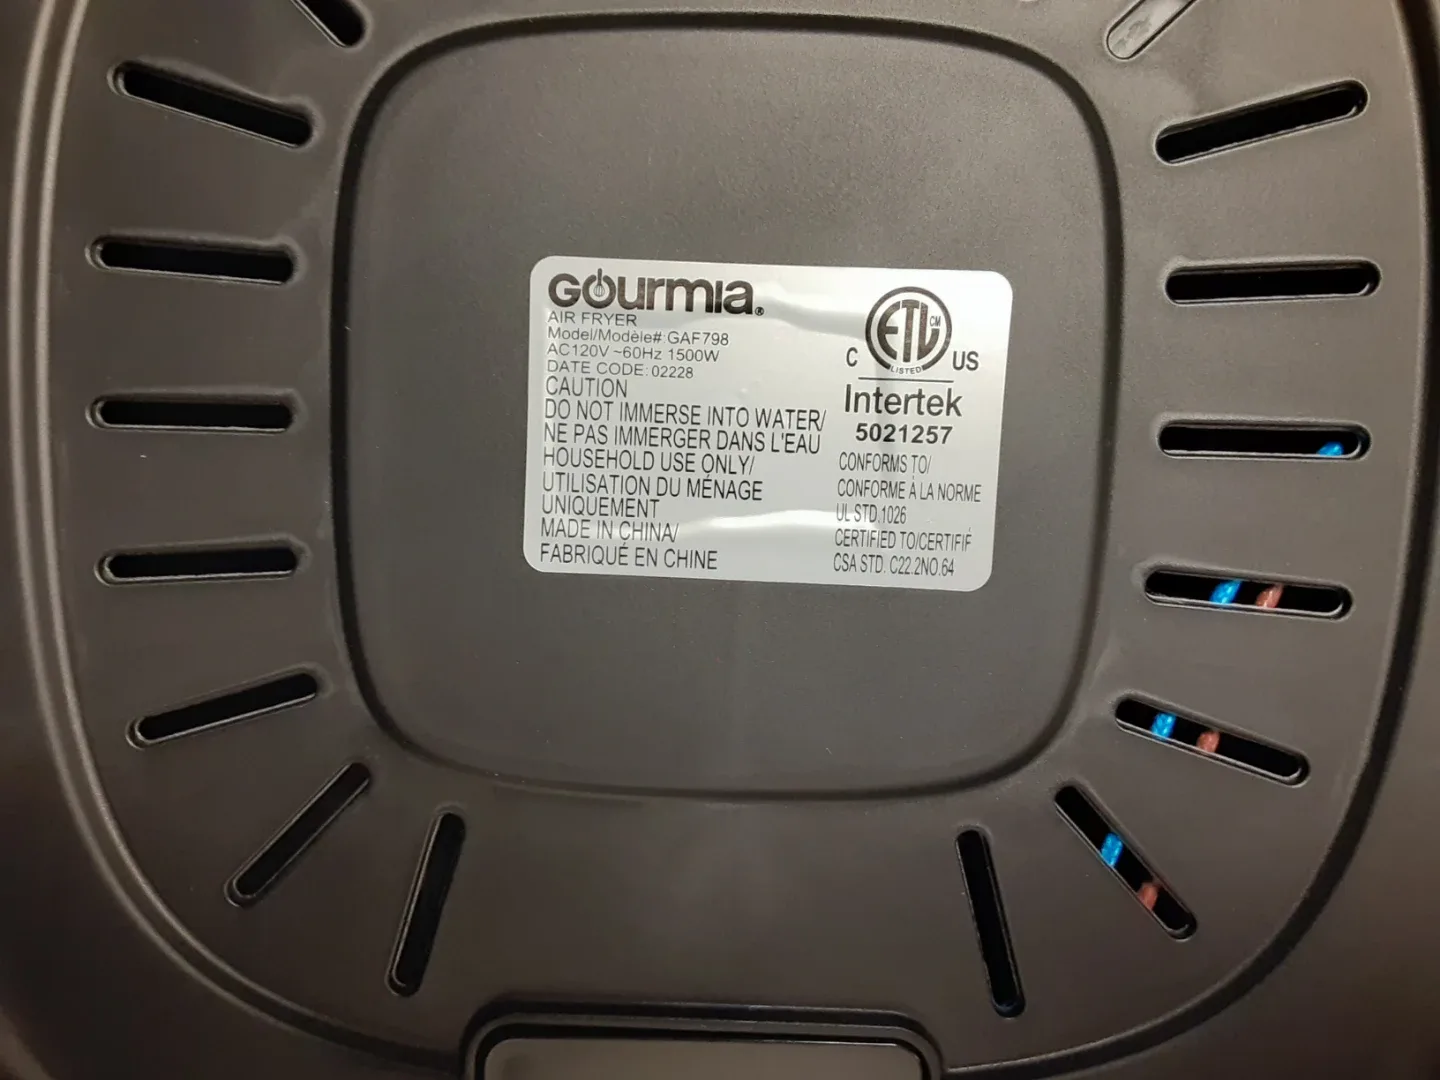 GOurmia®
AIR FRYER
Model/Modèle#:GAF798
AC120V ~60Hz 1500W
DATE CODE:02228
CAUTION
DO NOT IMMERSE INTO WATER/
NE PAS IMMERGER DANS L'EAU
HOUSEHOLD USE ONLY/
UTILISATION DU MÉNAGE
UNIQUEMENT
MADE IN CHINA/
FABRIQUÉ EN CHINE
ETL CM
LISTED
C US
Intertek
5021257
CONFORMS TO/
CONFORME À LA NORME
UL STD.1026
CERTIFIED TO/CERTIFIÉ
CSA STD. C22.2NO.64